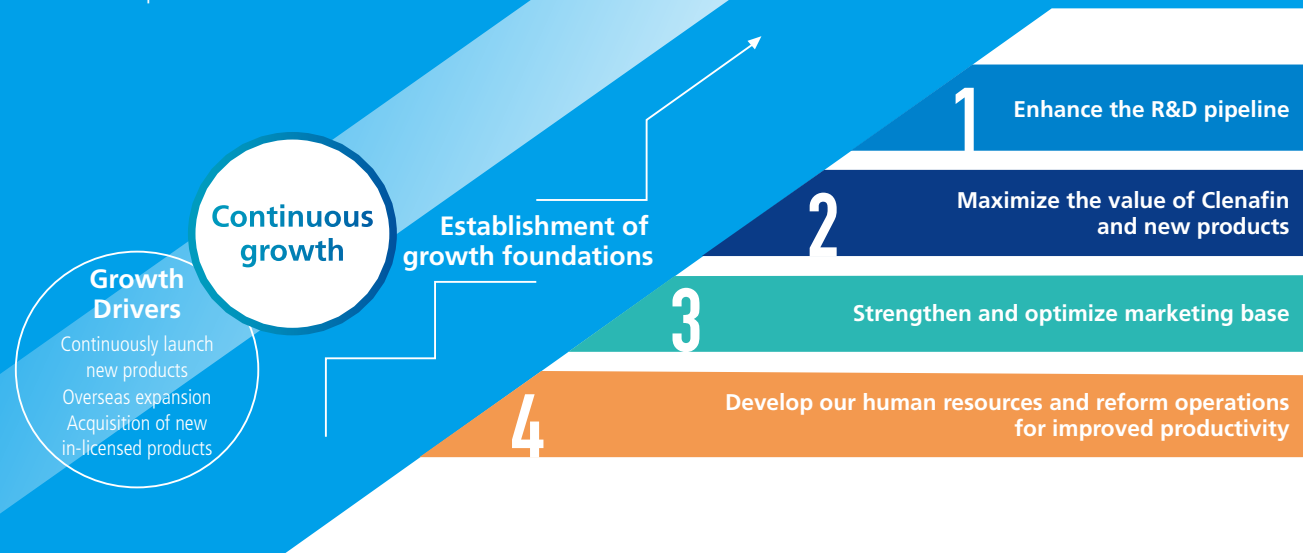 Continuous
growth
Growth
Drivers
Continuously launch
new products
Overseas expansion
Acquisition of new
in-licensed products
Establishment of
growth foundations
1
Enhance the R&D pipeline
2
Maximize the value of Clenafin
and new products
3
Strengthen and optimize marketing base
4
Develop our human resources and reform operations
for improved productivity